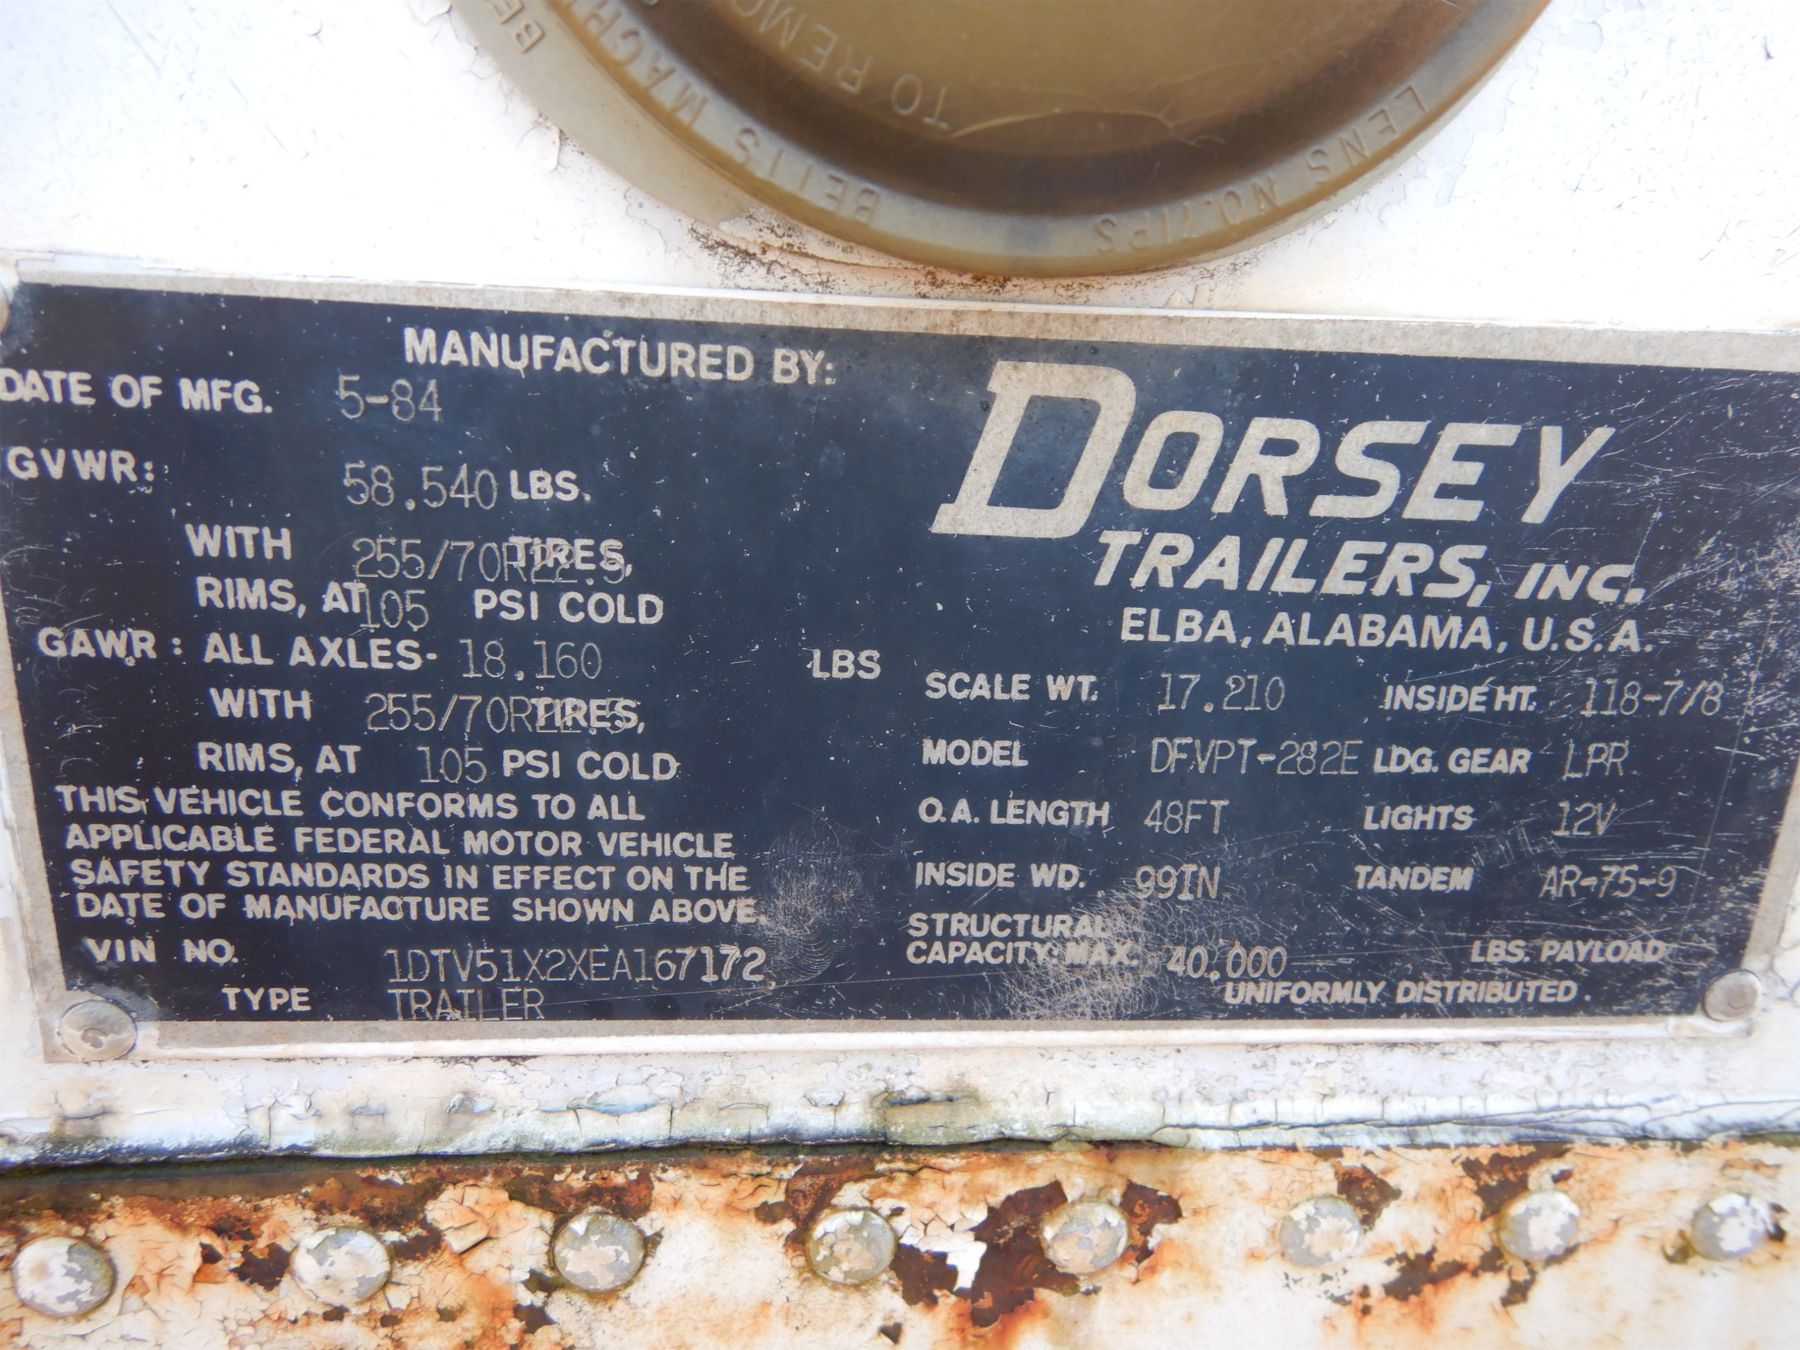 TO REMO
BETTS MACH
BE
LENS NO. TIPS
MANUFACTURED BY:
DATE OF MFG. 5-84
GVWR: 58.540 LBS.
WITH 255/70R22.5 TIRES,
RIMS, AT 105 PSI COLD
GAWR: ALL AXLES- 18.160 LBS
WITH 255/70R22.5 TIRES,
RIMS, AT 105 PSI COLD
THIS VEHICLE CONFORMS TO ALL
APPLICABLE FEDERAL MOTOR VEHICLE
SAFETY STANDARDS IN EFFECT ON THE
DATE OF MANUFACTURE SHOWN ABOVE.
VIN NO. 1DTV51X2XEA167172
TYPE TRAILER
DORSEY
TRAILERS, INC.
ELBA, ALABAMA, U.S.A.
SCALE WT. 17.210 INSIDE HT. 118-7/8
MODEL DFVPT-282E LDG. GEAR LPR
O.A. LENGTH 48FT LIGHTS 12V
INSIDE WD. 99IN TANDEM AR-75-9
STRUCTURAL
CAPACITY: MAX. 40.000 LBS. PAYLOAD
UNIFORMLY DISTRIBUTED.